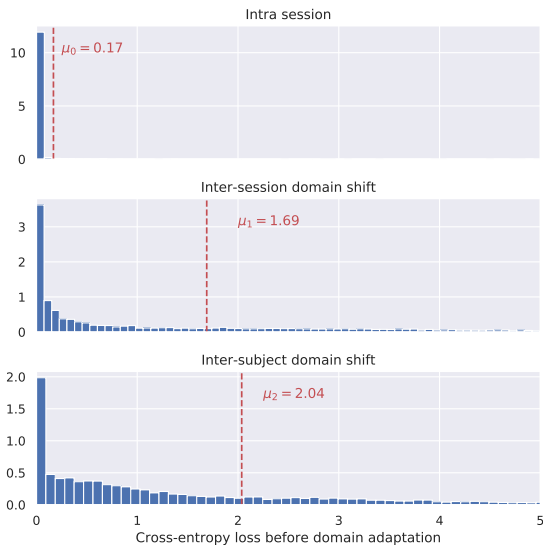 Intra session
10
5
0
μ₀ = 0.17
Inter-session domain shift
3
2
1
0
μ₁ = 1.69
Inter-subject domain shift
2.0
1.5
1.0
0.5
0.0
μ₂ = 2.04
0 1 2 3 4 5
Cross-entropy loss before domain adaptation